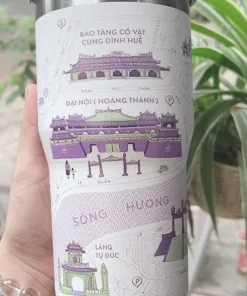 BẢO TÀNG CỔ VẬT
CUNG ĐÌNH HUẾ
ĐẠI NỘI ( HOÀNG THÀNH )
SÔNG HƯƠNG
LĂNG
TỰ ĐỨC